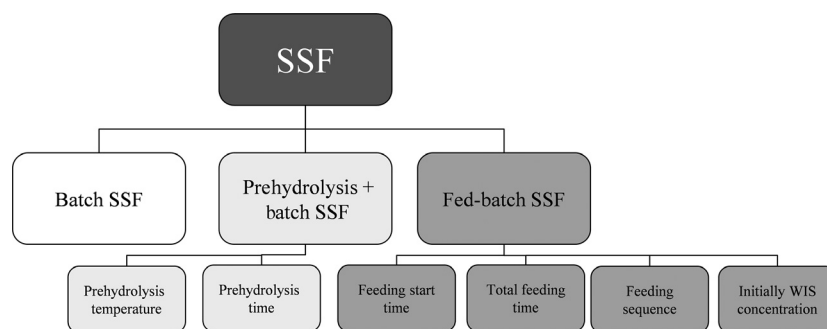 SSF
Batch SSF
Prehydrolysis +
batch SSF
Fed-batch SSF
Prehydrolysis
temperature
Prehydrolysis
time
Feeding start
time
Total feeding
time
Feeding
sequence
Initially WIS
concentration